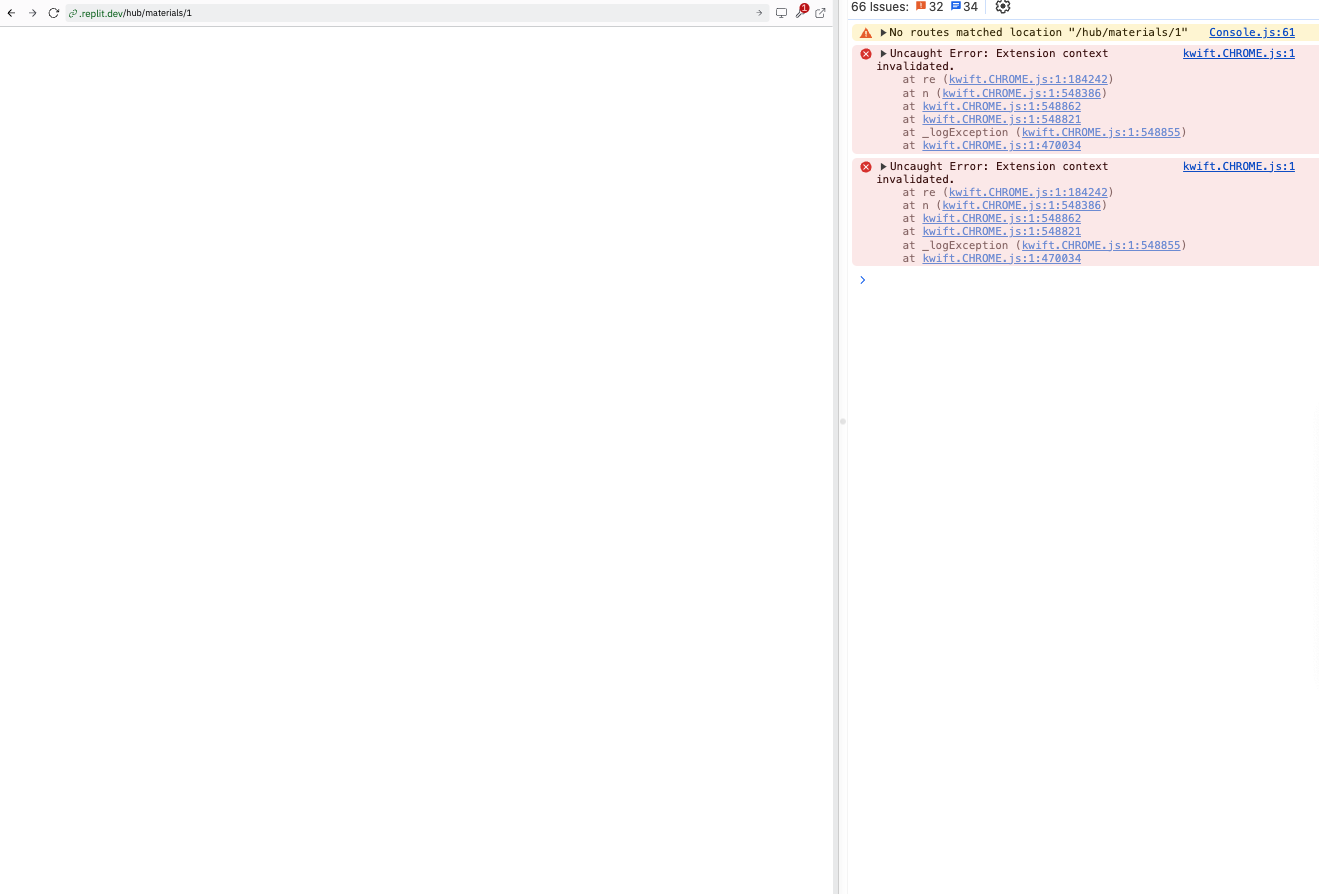 .replit.dev/hub/materials/1
1
66 Issues: 32 34
No routes matched location "/hub/materials/1" Console.js:61
Uncaught Error: Extension context kwift.CHROME.js:1
invalidated.
at re (kwift.CHROME.js:1:184242)
at n (kwift.CHROME.js:1:548386)
at kwift.CHROME.js:1:548862
at kwift.CHROME.js:1:548821
at _logException (kwift.CHROME.js:1:548855)
at kwift.CHROME.js:1:470034
Uncaught Error: Extension context kwift.CHROME.js:1
invalidated.
at re (kwift.CHROME.js:1:184242)
at n (kwift.CHROME.js:1:548386)
at kwift.CHROME.js:1:548862
at kwift.CHROME.js:1:548821
at _logException (kwift.CHROME.js:1:548855)
at kwift.CHROME.js:1:470034